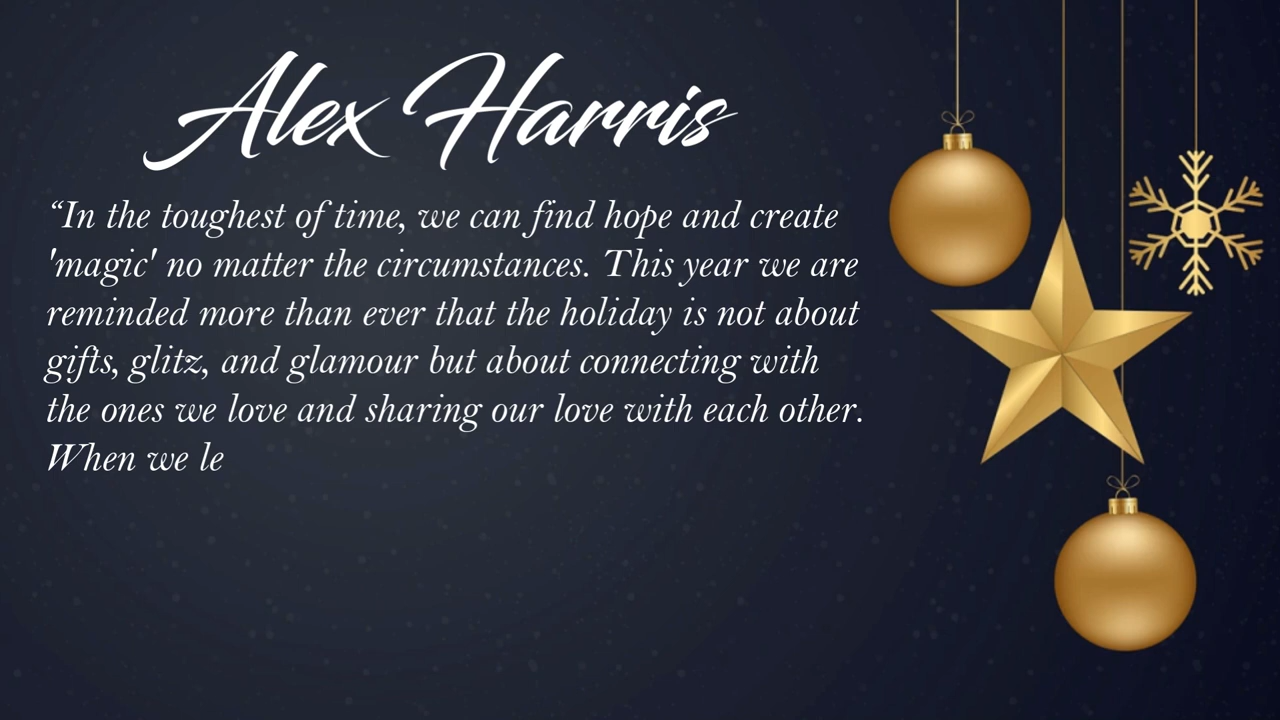 Alex Harris
“In the toughest of time, we can find hope and create
'magic' no matter the circumstances. This year we are
reminded more than ever that the holiday is not about
gifts, glitz, and glamour but about connecting with
the ones we love and sharing our love with each other.
When we le